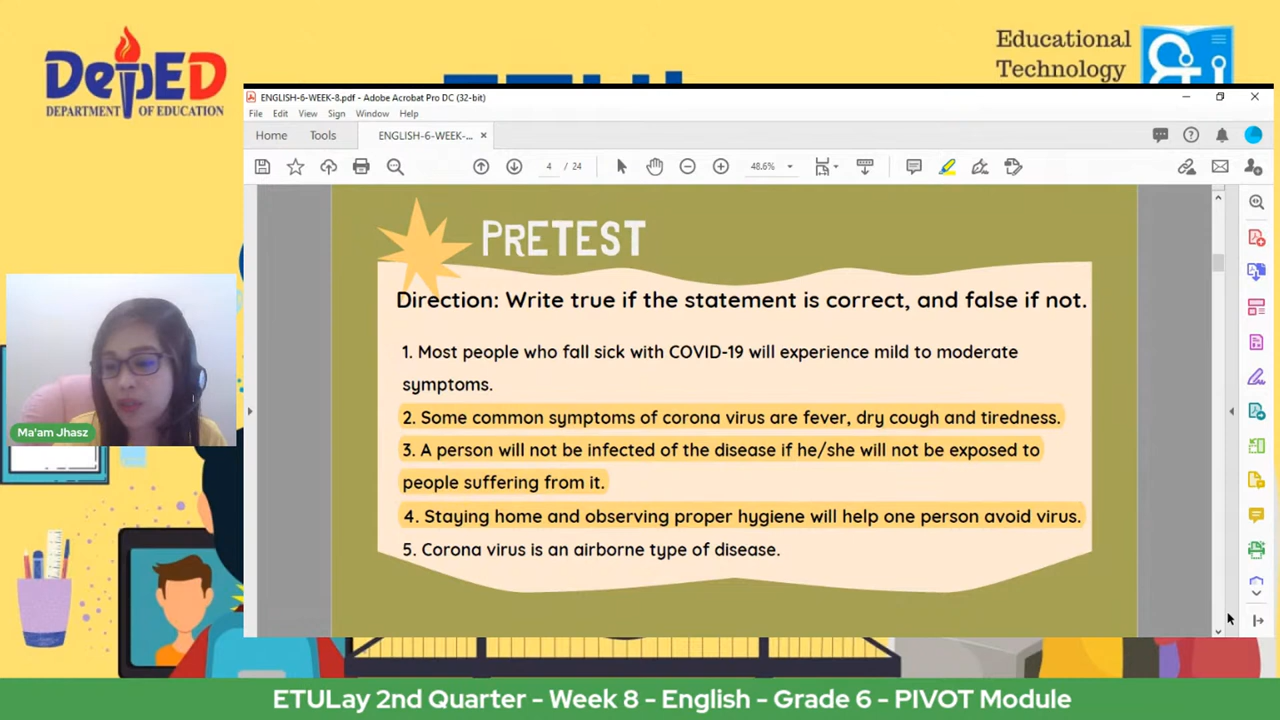 DepED
DEPARTMENT OF EDUCATION
Educational
Technology
ENGLISH-6-WEEK-8.pdf - Adobe Acrobat Pro DC (32-bit)
File Edit View Sign Window Help
Home Tools ENGLISH-6-WEEK-... ×
4 / 24 48.6%
PRETEST
Direction: Write true if the statement is correct, and false if not.
1. Most people who fall sick with COVID-19 will experience mild to moderate
symptoms.
2. Some common symptoms of corona virus are fever, dry cough and tiredness.
3. A person will not be infected of the disease if he/she will not be exposed to
people suffering from it.
4. Staying home and observing proper hygiene will help one person avoid virus.
5. Corona virus is an airborne type of disease.
Ma'am Jhasz
ETULay 2nd Quarter - Week 8 - English - Grade 6 - PIVOT Module